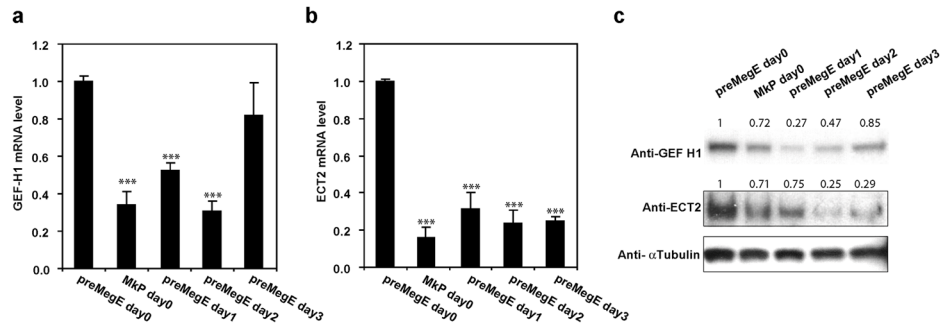 a
GEF-H1 mRNA level
1.2
1.0
0.8
0.6
0.4
0.2
0.0
***
***
***
preMegE day0
MkP day0
preMegE day1
preMegE day2
preMegE day3
b
ECT2 mRNA level
1.2
1.0
0.8
0.6
0.4
0.2
0.0
***
***
***
***
preMegE day0
MkP day0
preMegE day1
preMegE day2
preMegE day3
c
preMegE day0
MkP day0
preMegE day1
preMegE day2
preMegE day3
1 0.72 0.27 0.47 0.85
Anti-GEF H1
1 0.71 0.75 0.25 0.29
Anti-ECT2
Anti- αTubulin